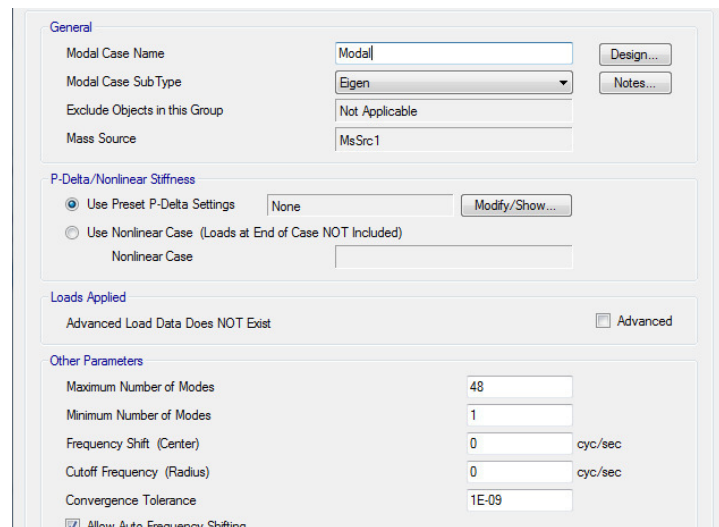 General
Modal Case Name Modal Design...
Modal Case SubType Eigen Notes...
Exclude Objects in this Group Not Applicable
Mass Source MsSrc1
P-Delta/Nonlinear Stiffness
Use Preset P-Delta Settings None Modify/Show...
Use Nonlinear Case (Loads at End of Case NOT Included)
Nonlinear Case
Loads Applied
Advanced Load Data Does NOT Exist Advanced
Other Parameters
Maximum Number of Modes 48
Minimum Number of Modes 1
Frequency Shift (Center) 0 cyc/sec
Cutoff Frequency (Radius) 0 cyc/sec
Convergence Tolerance 1E-09
Allow Auto Frequency Shifting